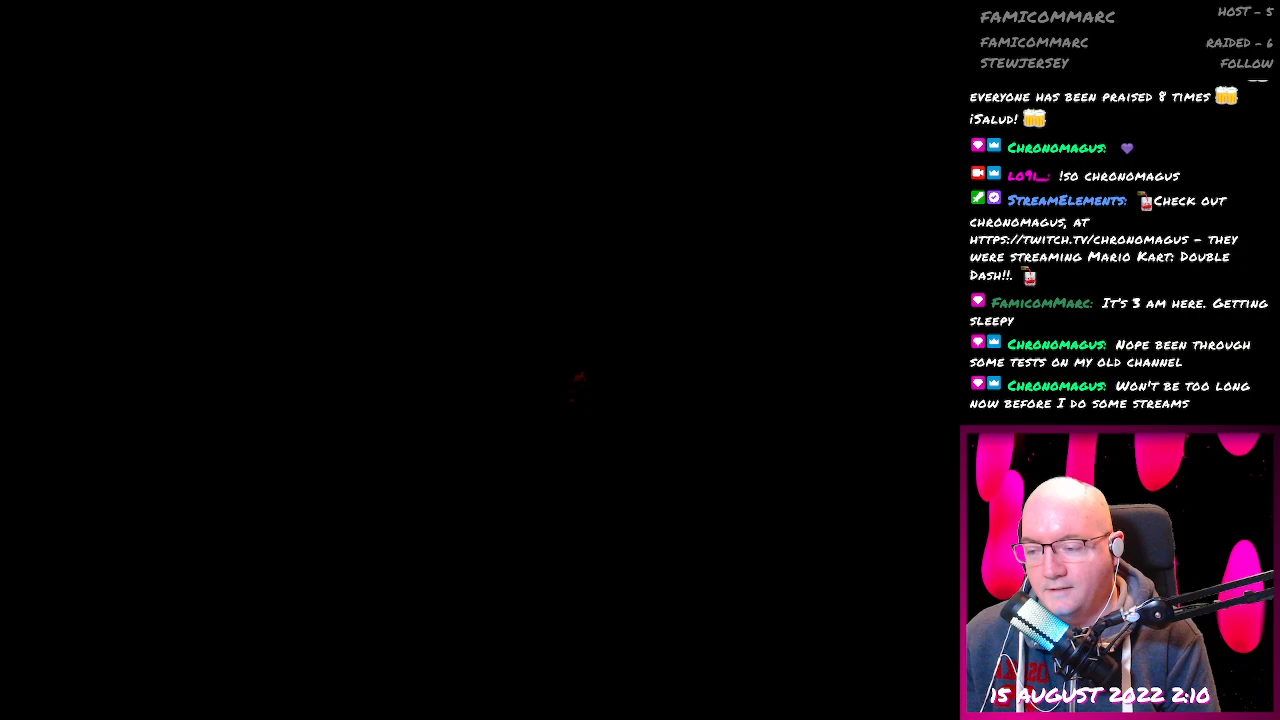 FAMICOMMARC HOST - 5
FAMICOMMARC RAIDED - 6
STEWJERSEY FOLLOW
EVERYONE HAS BEEN PRAISED 8 TIMES
¡SALUD!
CHRONOMAGUS:
LO9I__: !SO CHRONOMAGUS
STREAMELEMENTS: CHECK OUT
CHRONOMAGUS, AT
HTTPS://TWITCH.TV/CHRONOMAGUS - THEY
WERE STREAMING MARIO KART: DOUBLE
DASH!!.
FAMICOMMARC: IT'S 3 AM HERE. GETTING
SLEEPY
CHRONOMAGUS: NOPE BEEN THROUGH
SOME TESTS ON MY OLD CHANNEL
CHRONOMAGUS: WON'T BE TOO LONG
NOW BEFORE I DO SOME STREAMS
15 AUGUST 2022 2:10